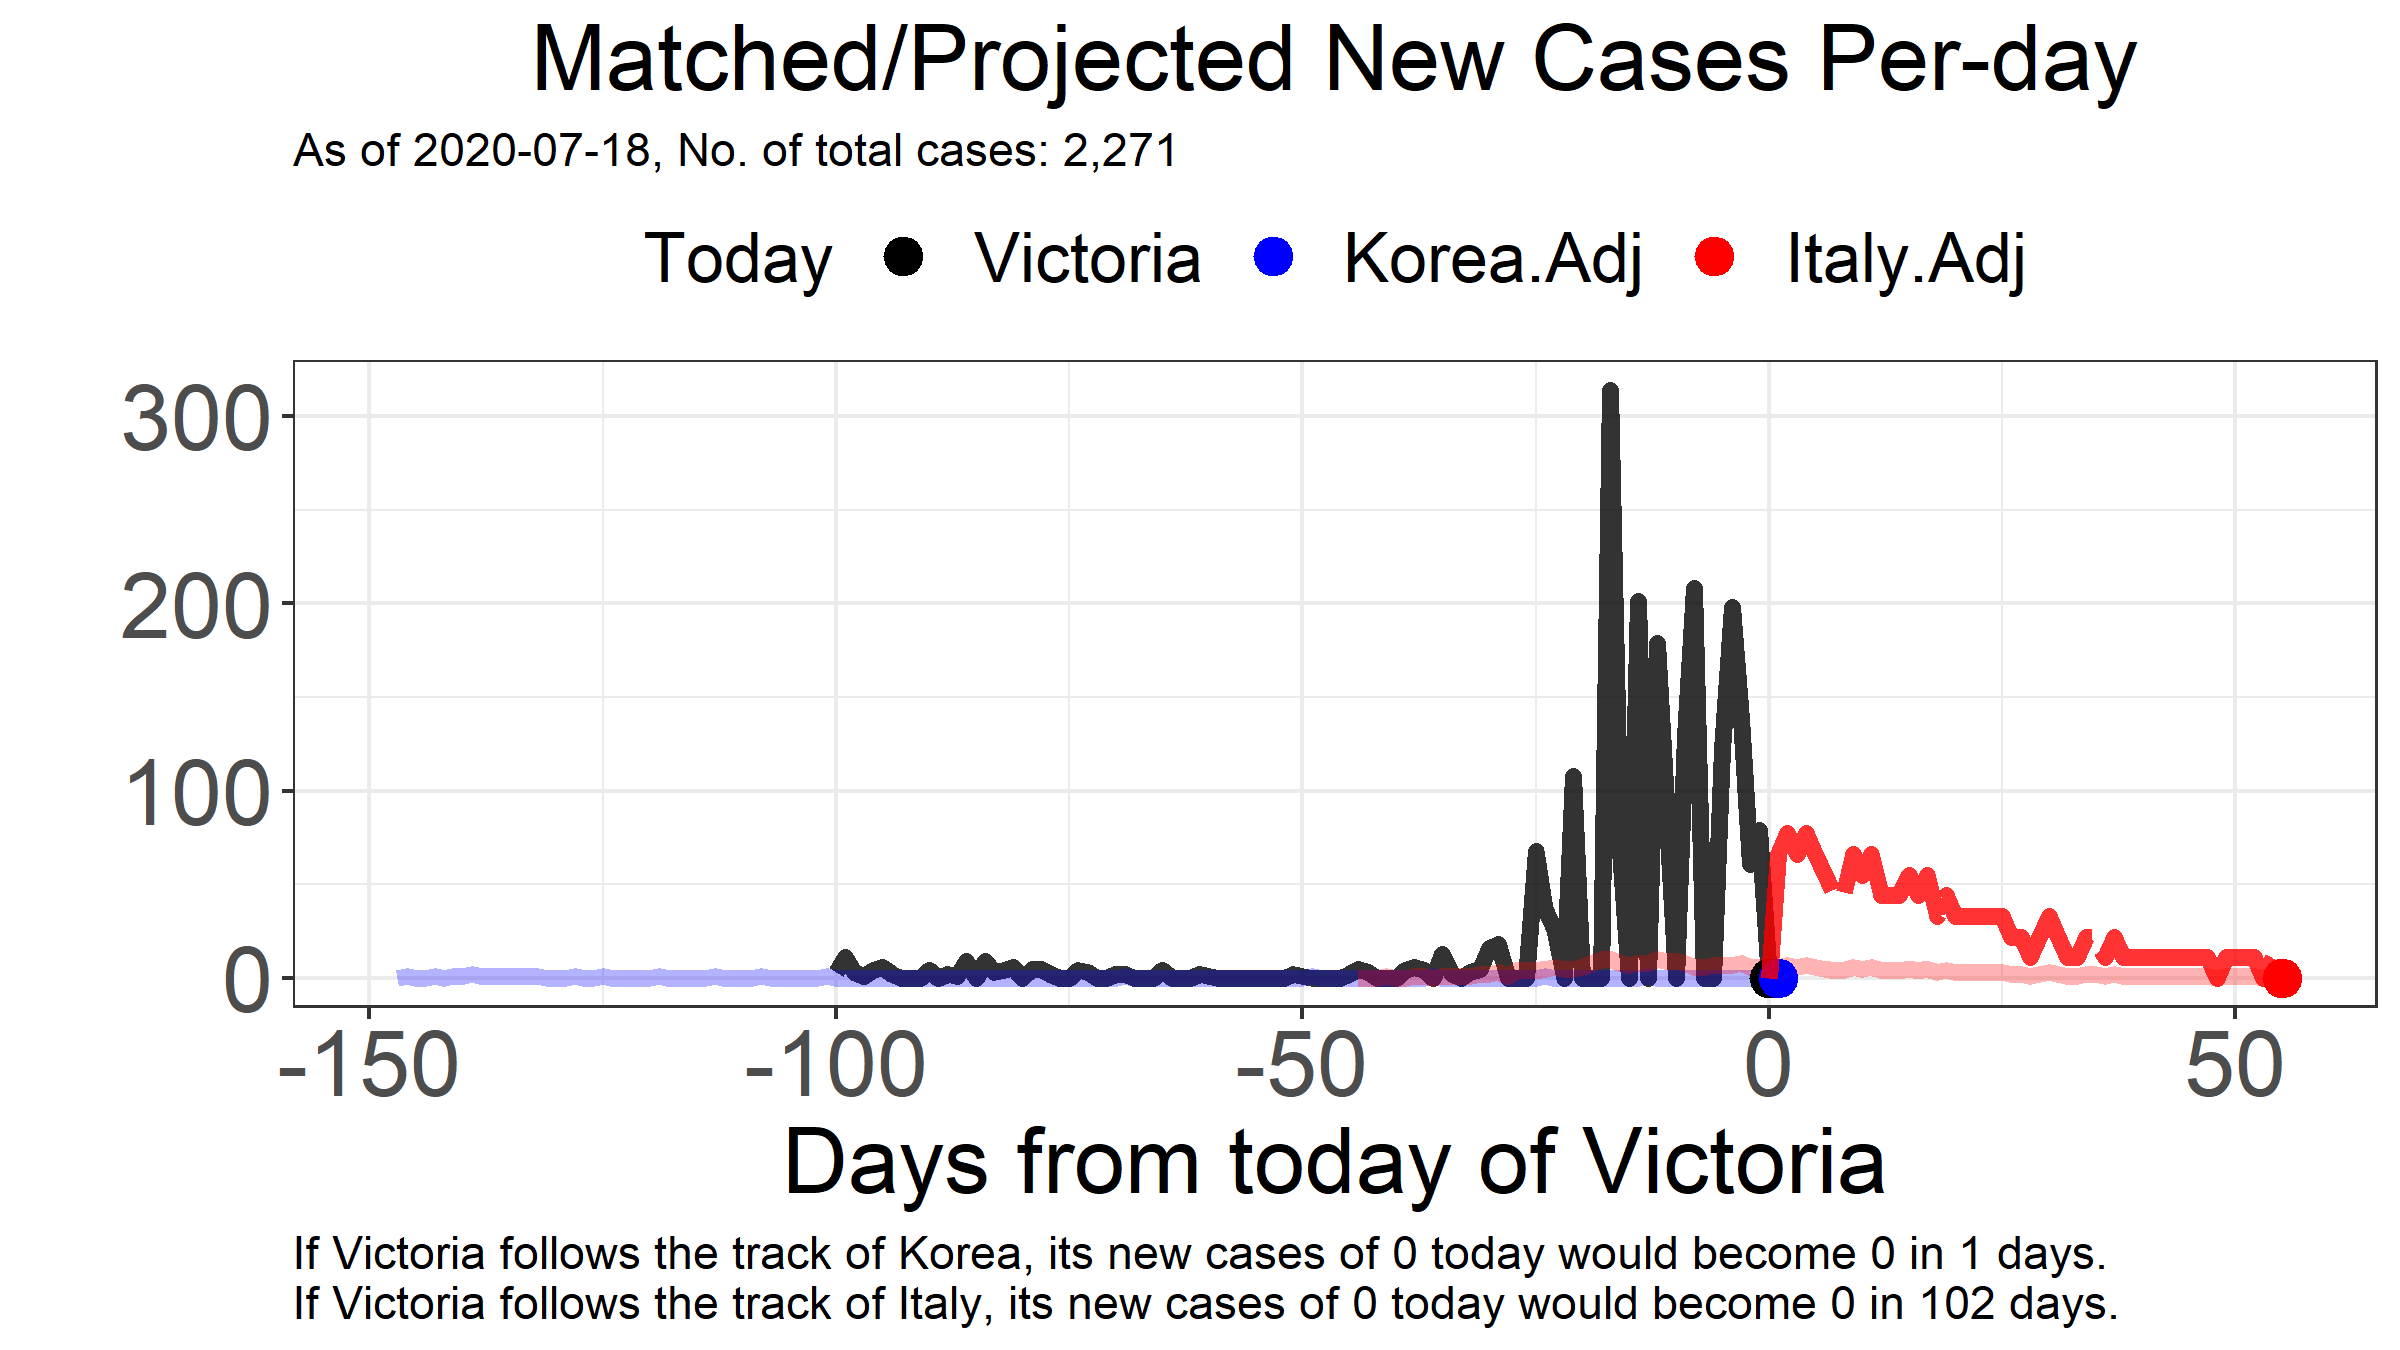 Matched/Projected New Cases Per-day
As of 2020-07-18, No. of total cases: 2,271
Today Victoria Korea.Adj Italy.Adj
300
200
100
0
-150 -100 -50 0 50
Days from today of Victoria
If Victoria follows the track of Korea, its new cases of 0 today would become 0 in 1 days.
If Victoria follows the track of Italy, its new cases of 0 today would become 0 in 102 days.